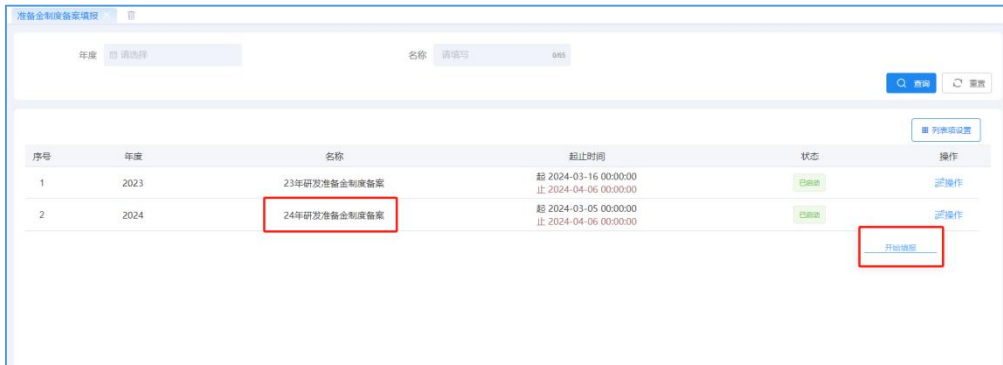 准备金制度备案填报
年度 请选择 名称 请填写 0/65
查询 重置
列表项设置
序号 年度 名称 起止时间 状态 操作
1 2023 23年研发准备金制度备案 起 2024-03-16 00:00:00 已启动 操作
止 2024-04-06 00:00:00
2 2024 24年研发准备金制度备案 起 2024-03-05 00:00:00 已启动 操作
止 2024-04-06 00:00:00
开始填报